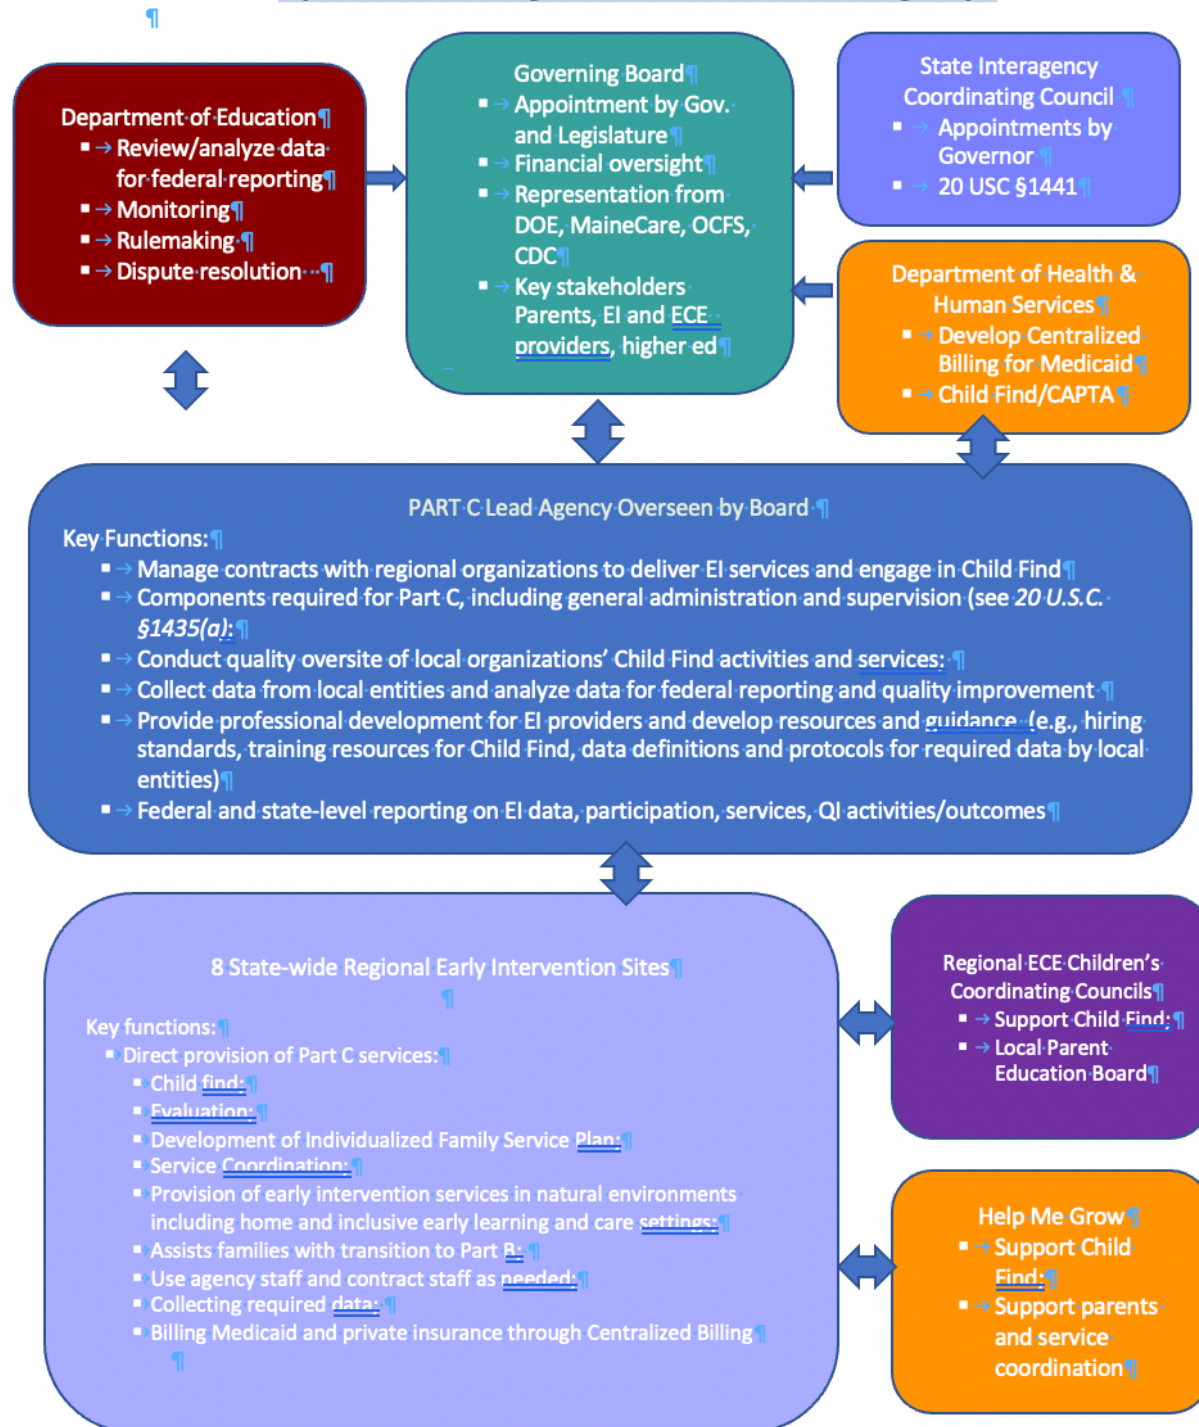 Department of Education
Review/analyze data
for federal reporting
Monitoring
Rulemaking
Dispute resolution
Governing Board
Appointment by Gov.
and Legislature
Financial oversight
Representation from
DOE, MaineCare, OCFS,
CDC
Key stakeholders
Parents, EI and ECE
providers, higher ed
State Interagency
Coordinating Council
Appointments by
Governor
20 USC §1441
Department of Health &
Human Services
Develop Centralized
Billing for Medicaid
Child Find/CAPTA
PART C Lead Agency Overseen by Board
Key Functions:
Manage contracts with regional organizations to deliver EI services and engage in Child Find
Components required for Part C, including general administration and supervision (see 20 U.S.C.
§1435(a);
Conduct quality oversite of local organizations' Child Find activities and services;
Collect data from local entities and analyze data for federal reporting and quality improvement
Provide professional development for EI providers and develop resources and guidance (e.g., hiring
standards, training resources for Child Find, data definitions and protocols for required data by local
entities)
Federal and state-level reporting on EI data, participation, services, QI activities/outcomes
8 State-wide Regional Early Intervention Sites
Key functions:
Direct provision of Part C services:
Child find;
Evaluation;
Development of Individualized Family Service Plan;
Service Coordination;
Provision of early intervention services in natural environments
including home and inclusive early learning and care settings;
Assists families with transition to Part B;
Use agency staff and contract staff as needed;
Collecting required data;
Billing Medicaid and private insurance through Centralized Billing
Regional ECE Children's
Coordinating Councils
Support Child Find;
Local Parent
Education Board
Help Me Grow
Support Child
Find;
Support parents
and service
coordination